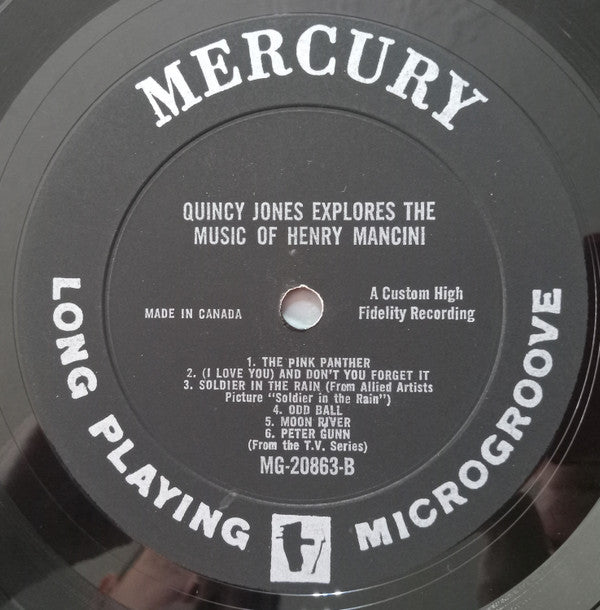 MERCURY
QUINCY JONES EXPLORES THE
MUSIC OF HENRY MANCINI
MADE IN CANADA
A Custom High
Fidelity Recording
1. THE PINK PANTHER
2. (I LOVE YOU) AND DON'T YOU FORGET IT
3. SOLDIER IN THE RAIN (From Allied Artists
Picture "Soldier in the Rain")
4. ODD BALL
5. MOON RIVER
6. PETER GUNN
(From the T.V. Series)
MG-20863-B
LONG PLAYING MICROGROOVE